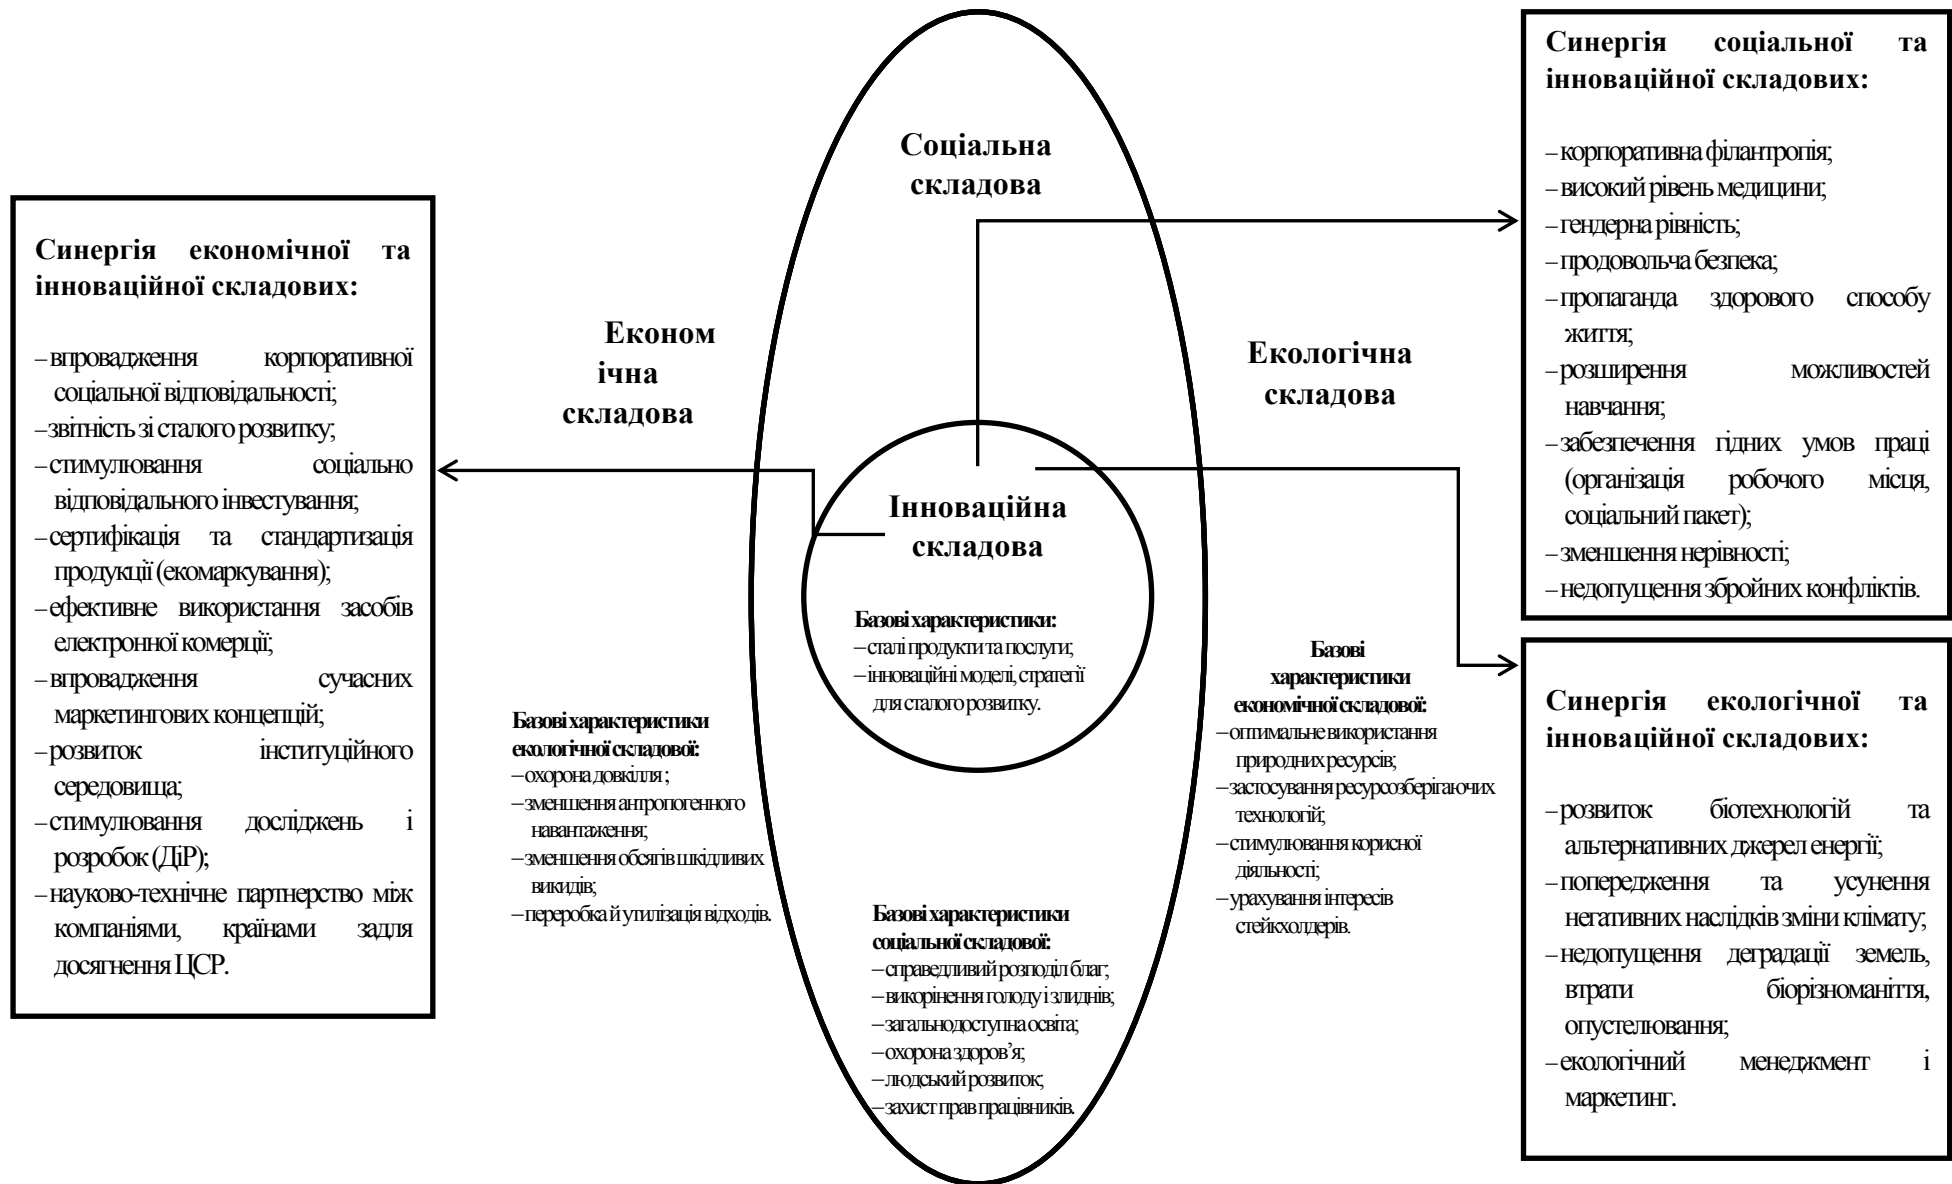 Синергія економічної та
інноваційної складових:
– впровадження корпоративної
соціальної відповідальності;
– звітність зі сталого розвитку;
– стимулювання соціально
відповідального інвестування;
– сертифікація та стандартизація
продукції (екомаркування);
– ефективне використання засобів
електронної комерції;
– впровадження сучасних
маркетингових концепцій;
– розвиток інституційного
середовища;
– стимулювання досліджень і
розробок (ДіР);
– науково-технічне партнерство між
компаніями, країнами задля
досягнення ЦСР.
Економ
ічна
складова
Базові характеристики
екологічної складової:
– охорона довкілля ;
– зменшення антропогенного
навантаження;
– зменшення обсягів шкідливих
викидів;
– переробка й утилізація відходів.
Соціальна
складова
Інноваційна
складова
Базові характеристики:
– сталі продукти та послуги;
– інноваційні моделі, стратегії
для сталого розвитку.
Базові характеристики
соціальної складової:
– справедливий розподіл благ;
– викорінення голоду і злиднів;
– загальнодоступна освіта;
– охорона здоров’я;
– людський розвиток;
– захист прав працівників.
Екологічна
складова
Базові
характеристики
економічної складової:
– оптимальне використання
природних ресурсів;
– застосування ресурсозберігаючих
технологій;
– стимулювання корисної
діяльності;
– урахування інтересів
стейкхолдерів.
Синергія соціальної та
інноваційної складових:
– корпоративна філантропія;
– високий рівень медицини;
– гендерна рівність;
– продовольча безпека;
– пропаганда здорового способу
життя;
– розширення можливостей
навчання;
– забезпечення гідних умов праці
(організація робочого місця,
соціальний пакет);
– зменшення нерівності;
– недопущення збройних конфліктів.
Синергія екологічної та
інноваційної складових:
– розвиток біотехнологій та
альтернативних джерел енергії;
– попередження та усунення
негативних наслідків зміни клімату;
– недопущення деградації земель,
втрати біорізноманіття,
опустелювання;
– екологічний менеджмент і
маркетинг.